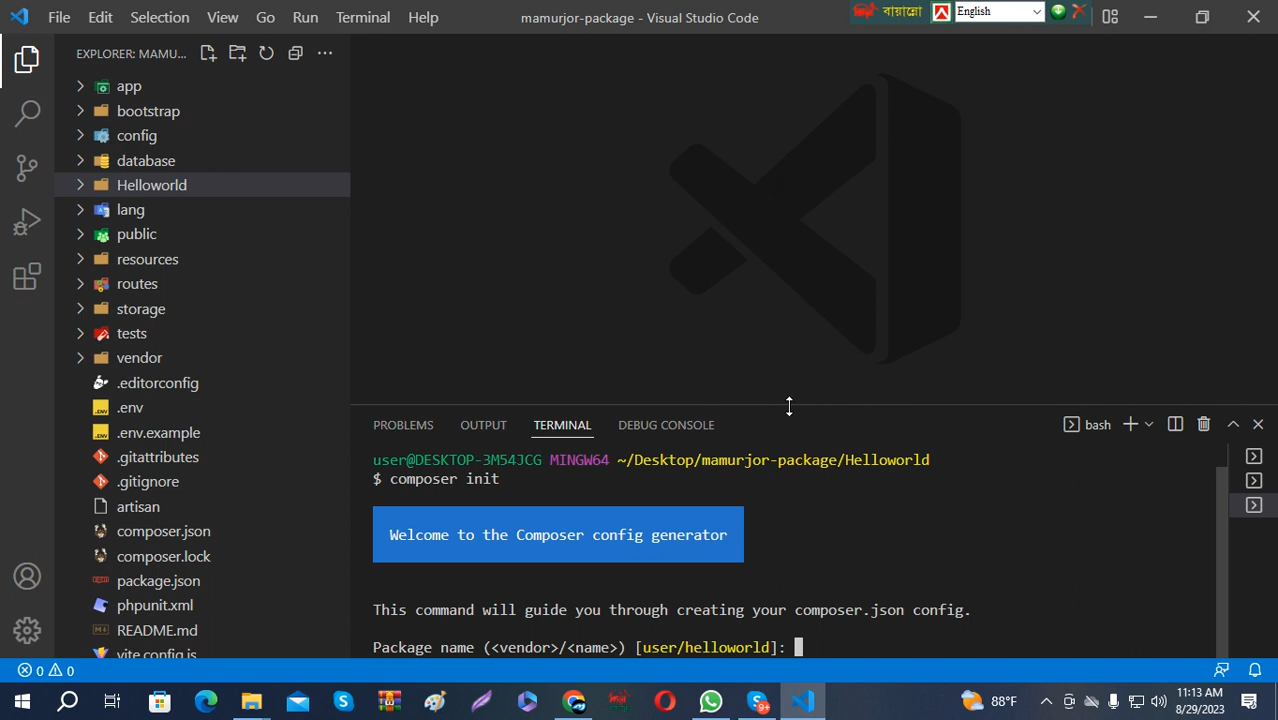 File Edit Selection View Go Run Terminal Help
mamurjor-package - Visual Studio Code
বায়ান্নো English
EXPLORER: MAMU...
app
bootstrap
config
database
Helloworld
lang
public
resources
routes
storage
tests
vendor
.editorconfig
.env
.env.example
.gitattributes
.gitignore
artisan
composer.json
composer.lock
package.json
phpunit.xml
README.md
vite.config.js
PROBLEMS OUTPUT TERMINAL DEBUG CONSOLE
bash
user@DESKTOP-3M54JCG MINGW64 ~/Desktop/mamurjor-package/Helloworld
$ composer init
Welcome to the Composer config generator
This command will guide you through creating your composer.json config.
Package name (<vendor>/<name>) [user/helloworld]:
0 0
88°F
11:13 AM
8/29/2023